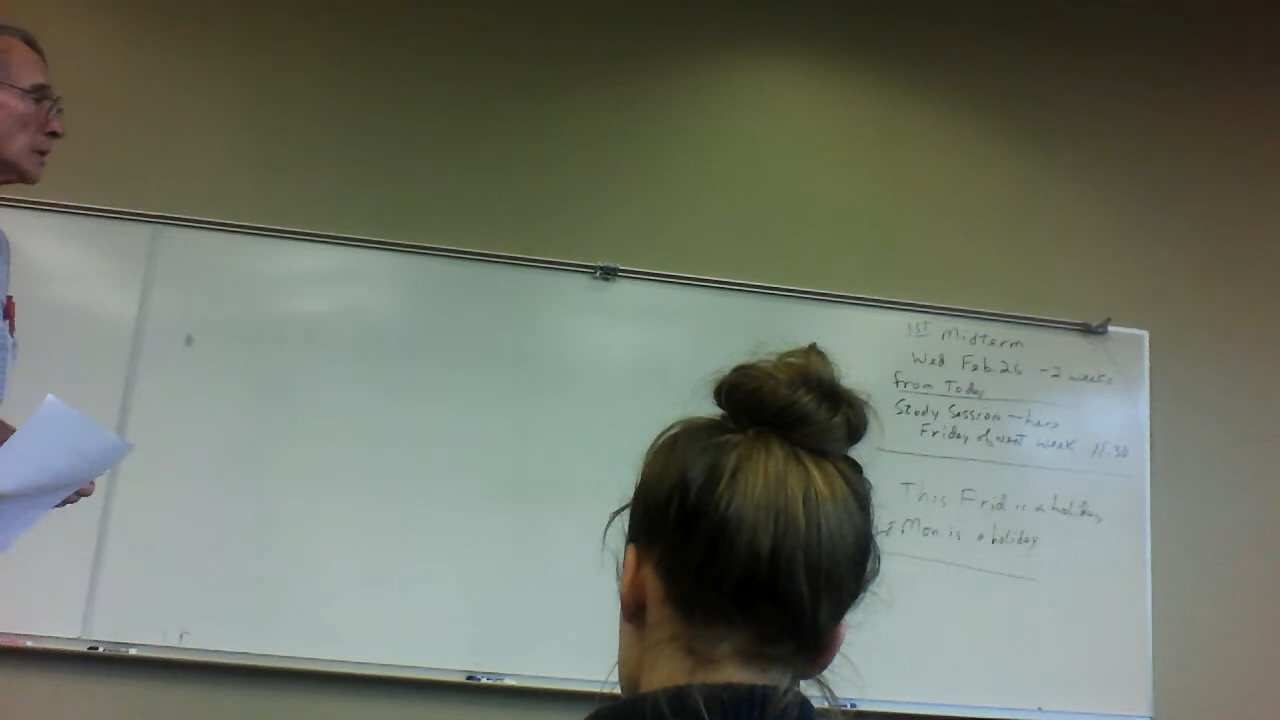 1ST Midterm
Wed Feb 26 - 2 weeks
from Today
Study Session - here
Friday of next week 11:30
This Frid is a holiday
& Mon is a holiday